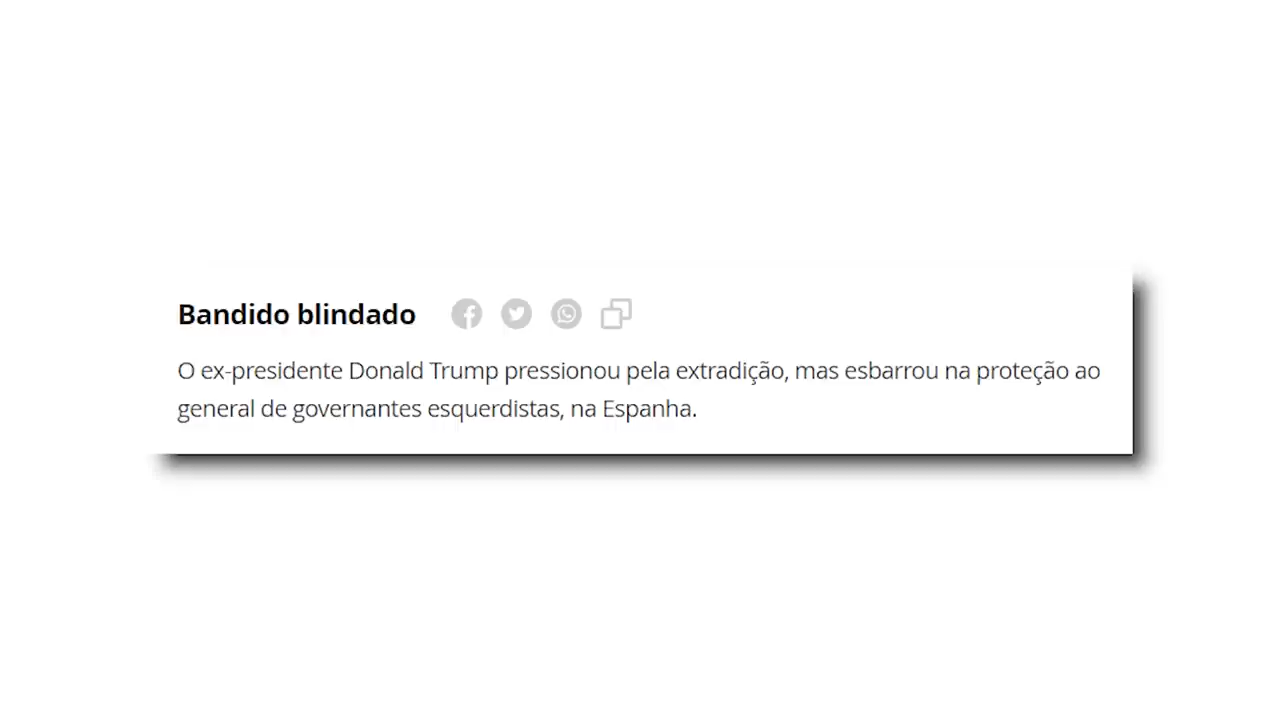 Bandido blindado
O ex-presidente Donald Trump pressionou pela extradição, mas esbarrou na proteção ao
general de governantes esquerdistas, na Espanha.